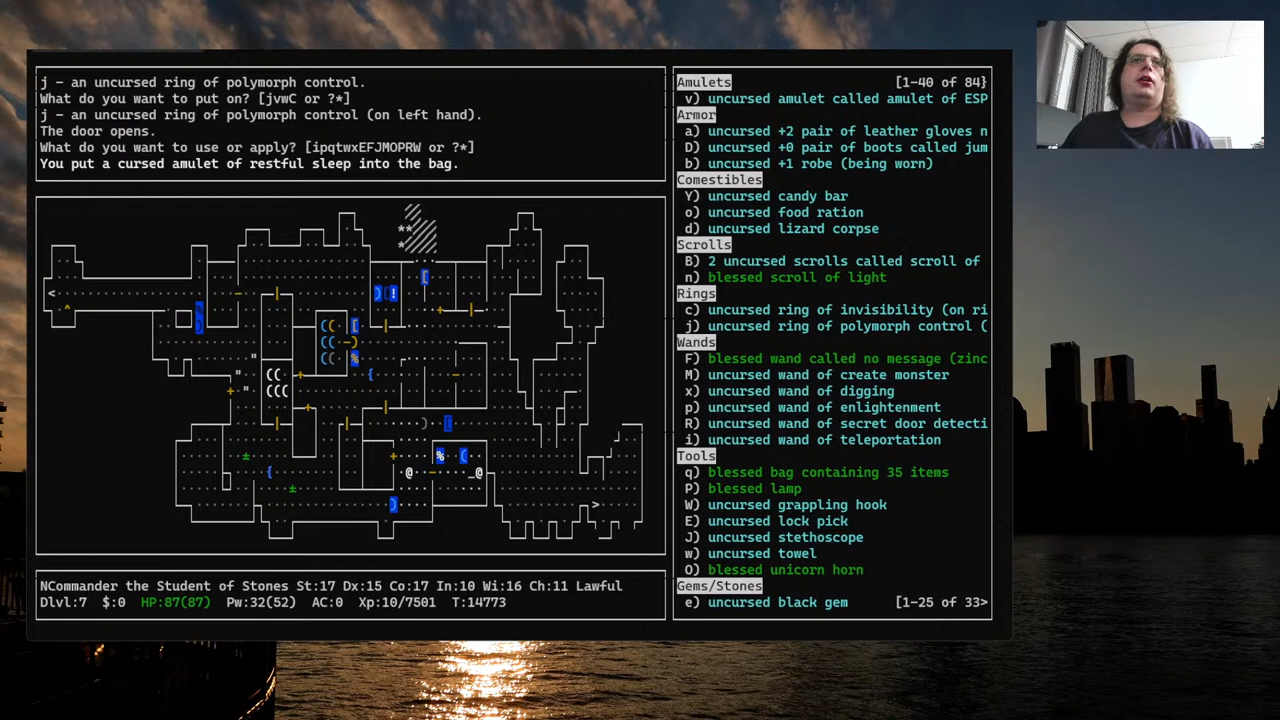 j - an uncursed ring of polymorph control.
What do you want to put on? [jvwC or ?*]
j - an uncursed ring of polymorph control (on left hand).
The door opens.
What do you want to use or apply? [ipqtwxEFJMOPRW or ?*]
You put a cursed amulet of restful sleep into the bag.
NCommander the Student of Stones St:17 Dx:15 Co:17 In:10 Wi:16 Ch:11 Lawful
Dlvl:7 $:0 HP:87(87) Pw:32(52) AC:0 Xp:10/7501 T:14773
Amulets [1-40 of 84}
v) uncursed amulet called amulet of ESP
Armor
a) uncursed +2 pair of leather gloves n
D) uncursed +0 pair of boots called jum
b) uncursed +1 robe (being worn)
Comestibles
Y) uncursed candy bar
o) uncursed food ration
d) uncursed lizard corpse
Scrolls
B) 2 uncursed scrolls called scroll of
n) blessed scroll of light
Rings
c) uncursed ring of invisibility (on ri
j) uncursed ring of polymorph control (
Wands
F) blessed wand called no message (zinc
M) uncursed wand of create monster
x) uncursed wand of digging
p) uncursed wand of enlightenment
R) uncursed wand of secret door detecti
i) uncursed wand of teleportation
Tools
q) blessed bag containing 35 items
P) blessed lamp
W) uncursed grappling hook
E) uncursed lock pick
J) uncursed stethoscope
w) uncursed towel
O) blessed unicorn horn
Gems/Stones
e) uncursed black gem [1-25 of 33>